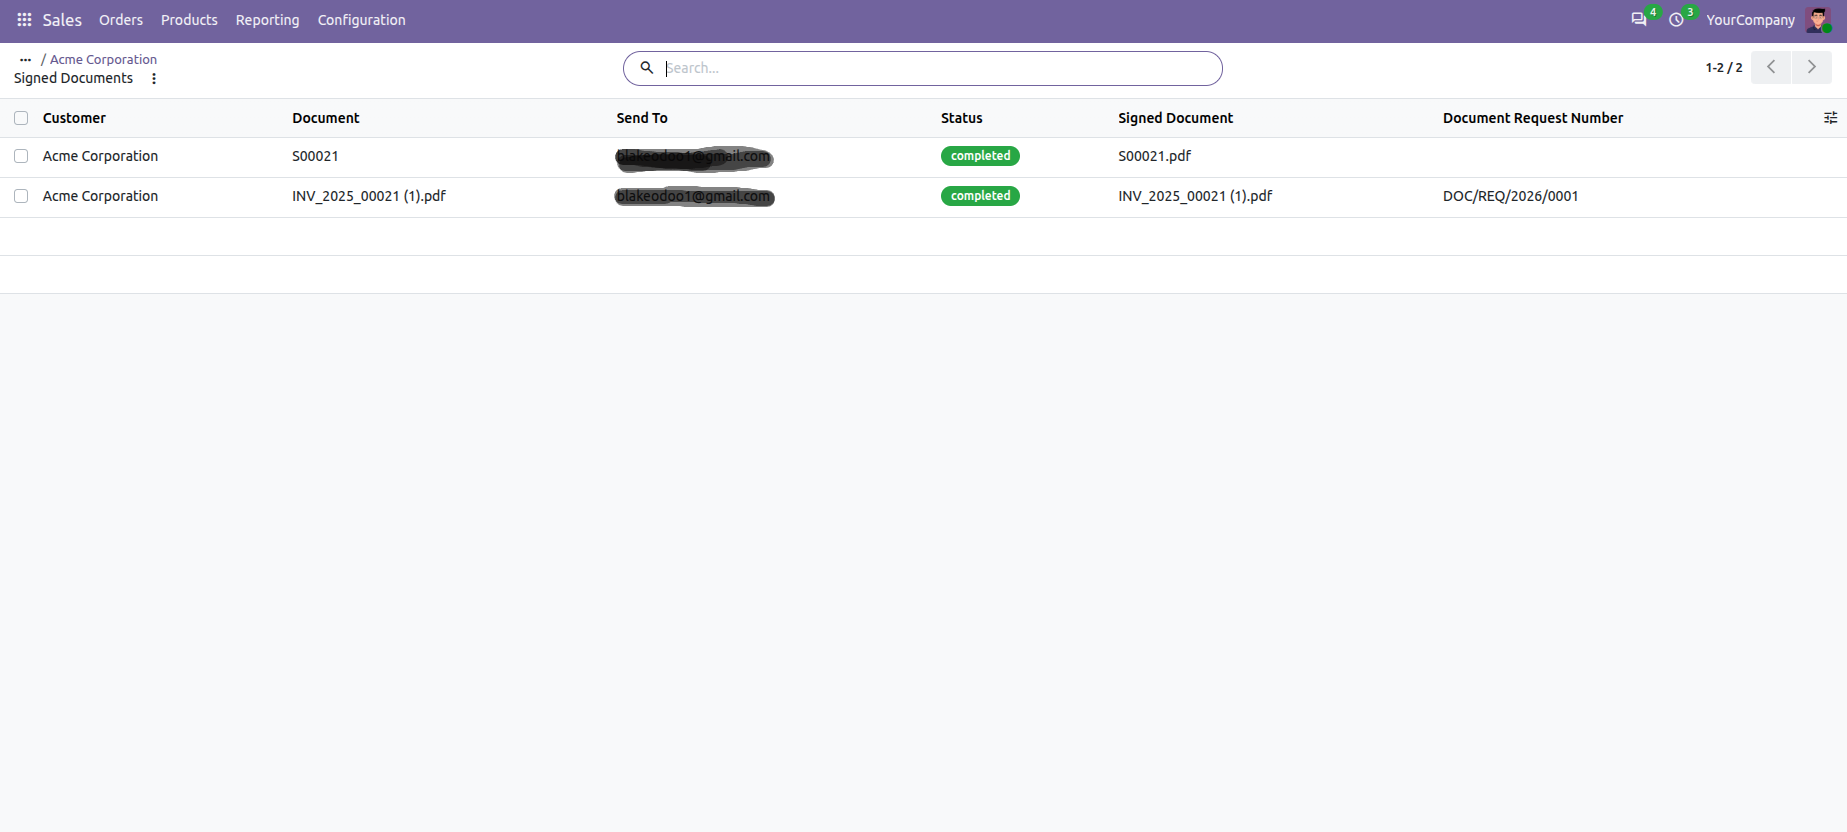 Sales Orders Products Reporting Configuration 4 3 YourCompany
... / Acme Corporation
Signed Documents
Search...
1-2 / 2
Customer Document Send To Status Signed Document Document Request Number
Acme Corporation S00021 completed S00021.pdf
Acme Corporation INV_2025_00021 (1).pdf completed INV_2025_00021 (1).pdf DOC/REQ/2026/0001